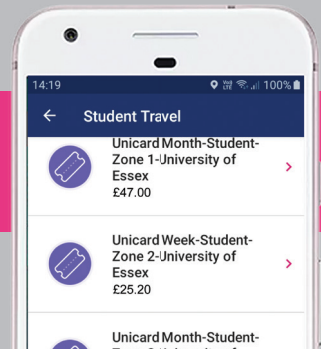 14:19
VoLTE 100%
Student Travel
Unicard Month-Student-
Zone 1-University of
Essex
£47.00
Unicard Week-Student-
Zone 2-University of
Essex
£25.20
Unicard Month-Student-